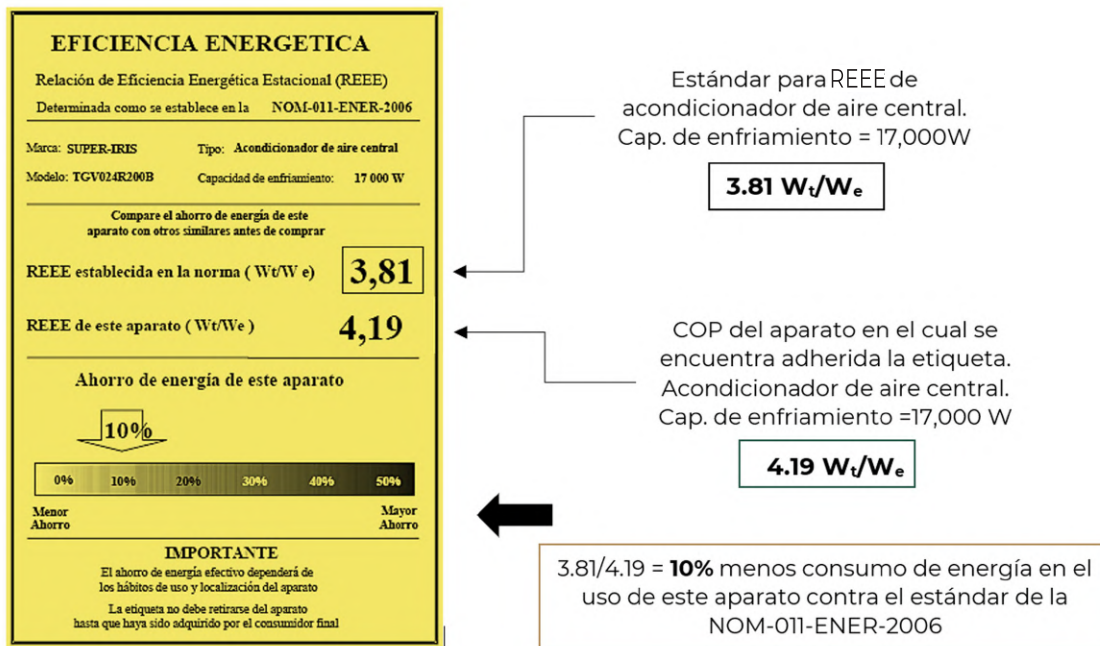 EFICIENCIA ENERGETICA
Relación de Eficiencia Energética Estacional (REEE)
Determinada como se establece en la NOM-011-ENER-2006
Marca: SUPER-IRIS Tipo: Acondicionador de aire central
Modelo: TGV024R200B Capacidad de enfriamiento: 17 000 W
Compare el ahorro de energía de este
aparato con otros similares antes de comprar
REEE establecida en la norma ( Wt/W e) 3,81
REEE de este aparato ( Wt/We ) 4,19
Ahorro de energía de este aparato
10%
0% 10% 20% 30% 40% 50%
Menor
Ahorro
Mayor
Ahorro
IMPORTANTE
El ahorro de energía efectivo dependerá de
los hábitos de uso y localización del aparato
La etiqueta no debe retirarse del aparato
hasta que haya sido adquirido por el consumidor final
Estándar para REEE de
acondicionador de aire central.
Cap. de enfriamiento = 17,000W
3.81 Wₜ/Wₑ
COP del aparato en el cual se
encuentra adherida la etiqueta.
Acondicionador de aire central.
Cap. de enfriamiento =17,000 W
4.19 Wₜ/Wₑ
3.81/4.19 = 10% menos consumo de energía en el
uso de este aparato contra el estándar de la
NOM-011-ENER-2006